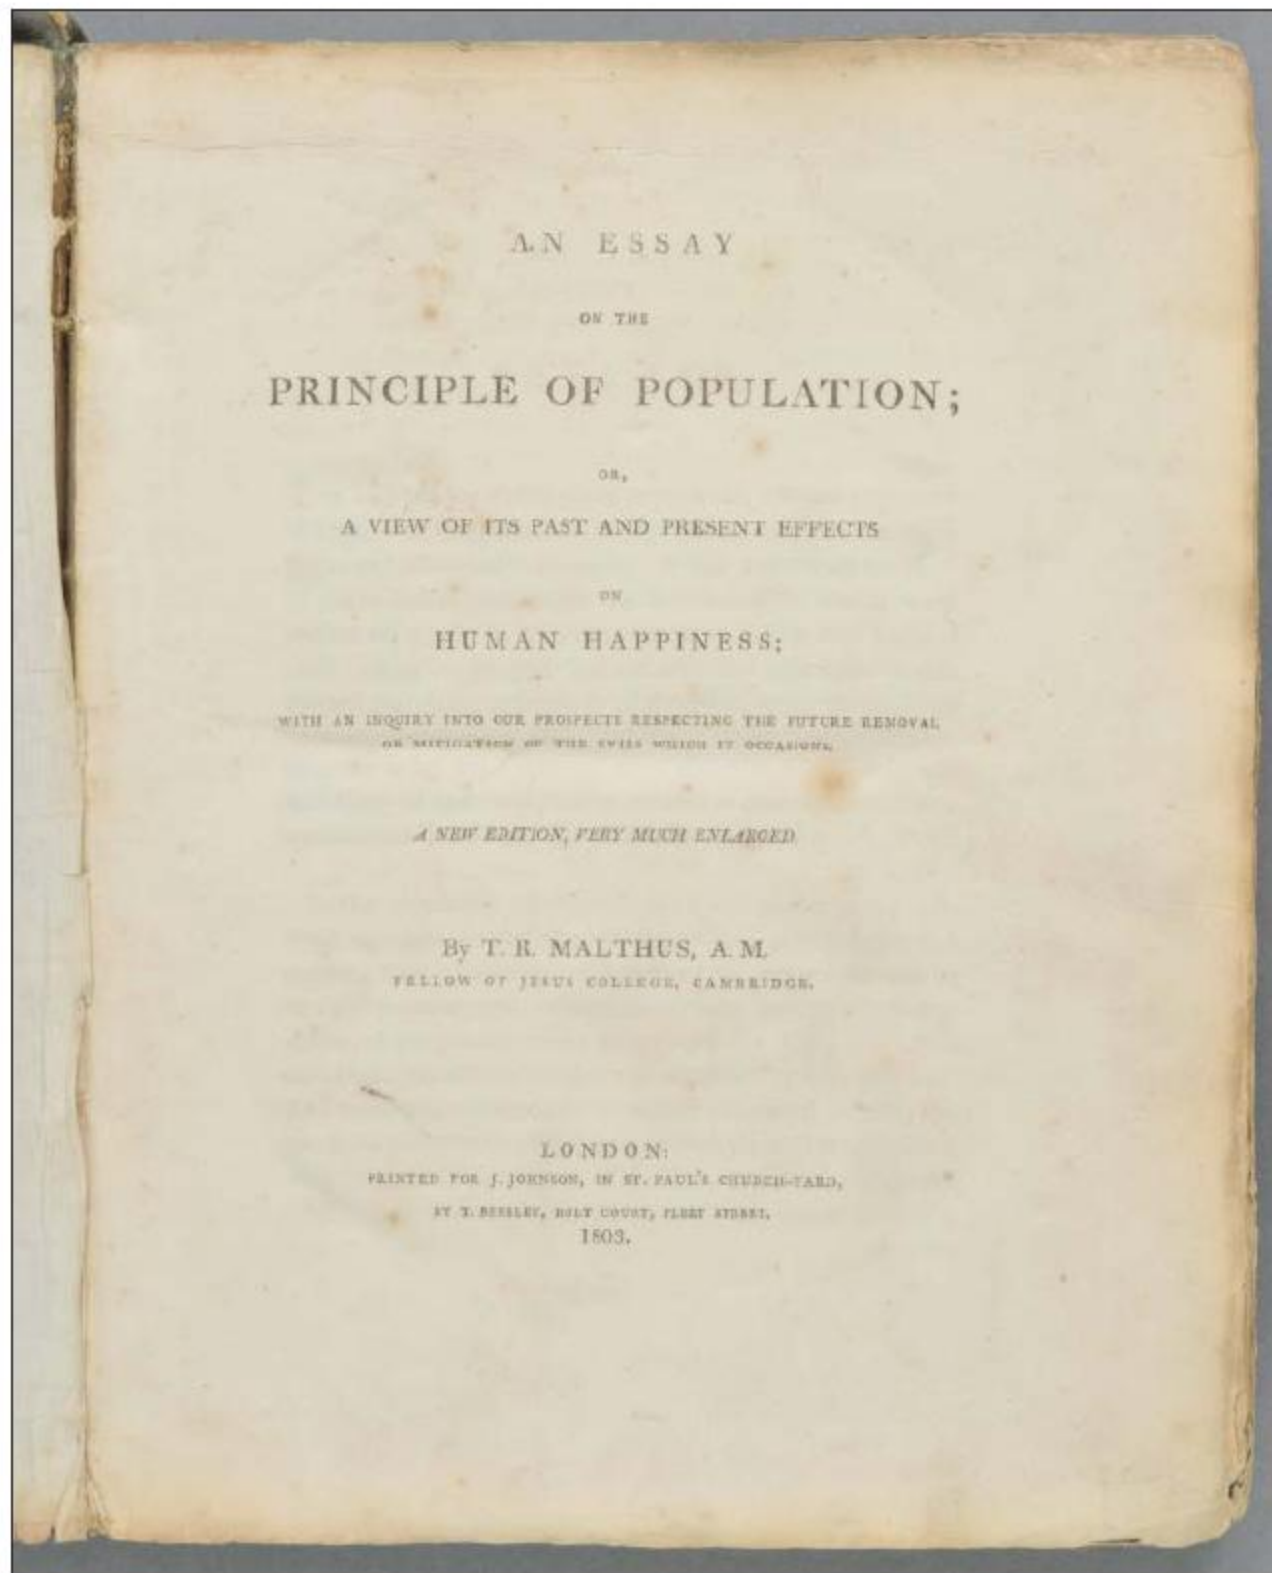 AN ESSAY
ON THE
PRINCIPLE OF POPULATION;
OR,
A VIEW OF ITS PAST AND PRESENT EFFECTS
ON
HUMAN HAPPINESS;
WITH AN INQUIRY INTO OUR PROSPECTS RESPECTING THE FUTURE REMOVAL
OR MITIGATION OF THE EVILS WHICH IT OCCASIONS.
A NEW EDITION, VERY MUCH ENLARGED.
By T. R. MALTHUS, A. M.
FELLOW OF JESUS COLLEGE, CAMBRIDGE.
LONDON:
PRINTED FOR J. JOHNSON, IN ST. PAUL'S CHURCH-YARD,
BY T. BENSLEY, BOLT COURT, FLEET STREET.
1803.